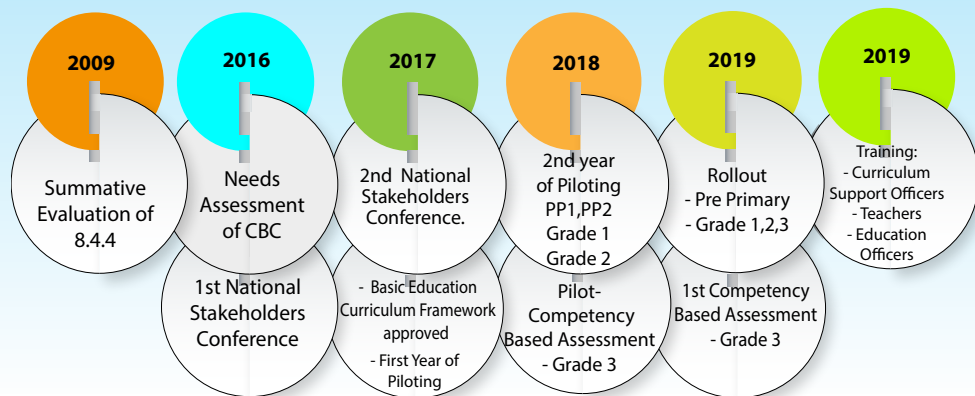 2009
Summative
Evaluation of
8.4.4
2016
Needs
Assessment
of CBC
1st National
Stakeholders
Conference
2017
2nd National
Stakeholders
Conference.
- Basic Education
Curriculum Framework
approved
- First Year of
Piloting
2018
2nd year
of Piloting
PP1,PP2
Grade 1
Grade 2
Pilot-
Competency
Based Assessment
- Grade 3
2019
Rollout
- Pre Primary
- Grade 1,2,3
1st Competency
Based Assessment
- Grade 3
2019
Training:
- Curriculum
Support Officers
- Teachers
- Education
Officers